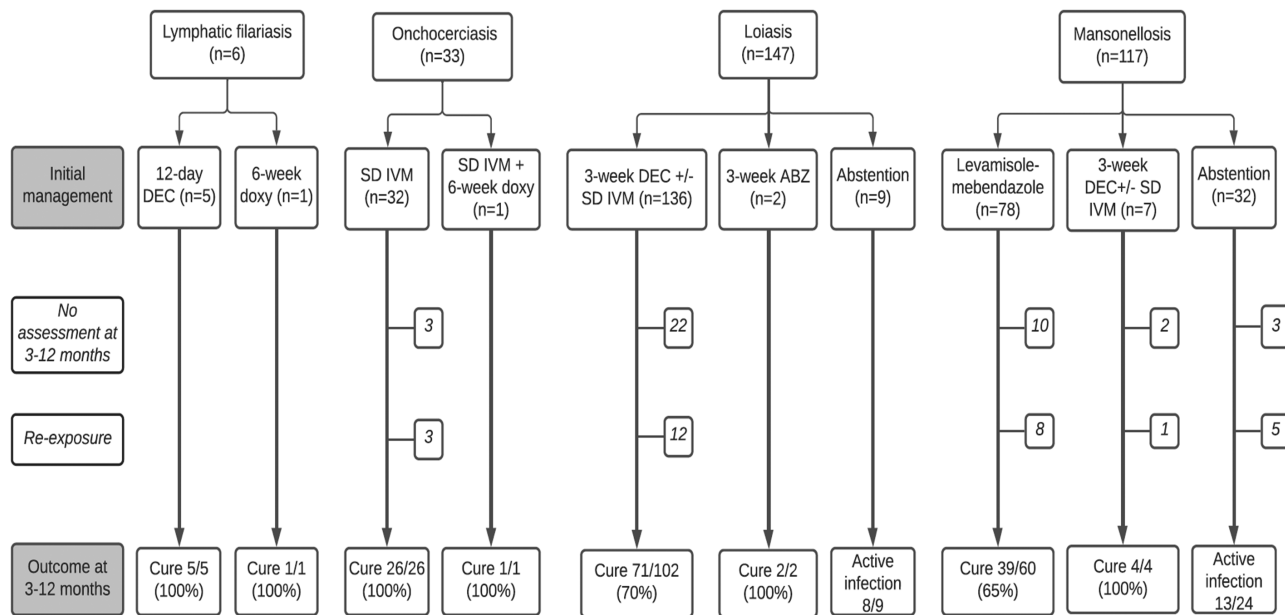 Lymphatic filariasis
(n=6)
Onchocerciasis
(n=33)
Loiasis
(n=147)
Mansonellosis
(n=117)
Initial
management
12-day
DEC (n=5)
6-week
doxy (n=1)
SD IVM
(n=32)
SD IVM +
6-week doxy
(n=1)
3-week DEC +/-
SD IVM (n=136)
3-week ABZ
(n=2)
Abstention
(n=9)
Levamisole-
mebendazole
(n=78)
3-week
DEC+/- SD
IVM (n=7)
Abstention
(n=32)
No
assessment at
3-12 months
3
22
10
2
3
Re-exposure
3
12
8
1
5
Outcome at
3-12 months
Cure 5/5
(100%)
Cure 1/1
(100%)
Cure 26/26
(100%)
Cure 1/1
(100%)
Cure 71/102
(70%)
Cure 2/2
(100%)
Active
infection
8/9
Cure 39/60
(65%)
Cure 4/4
(100%)
Active
infection
13/24